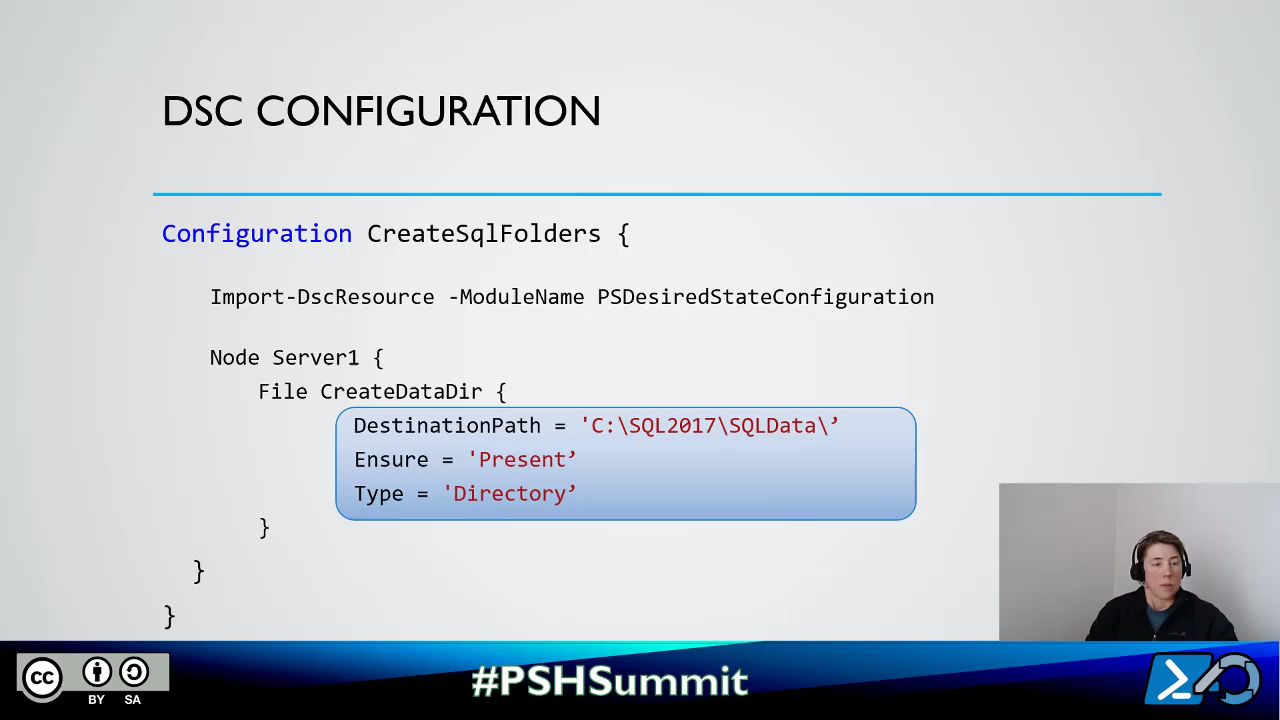 DSC CONFIGURATION
Configuration CreateSqlFolders {
Import-DscResource -ModuleName PSDesiredStateConfiguration
Node Server1 {
File CreateDataDir {
DestinationPath = 'C:\SQL2017\SQLData\’
Ensure = 'Present’
Type = 'Directory’
}
}
}
cc
BY SA
#PSHSummit